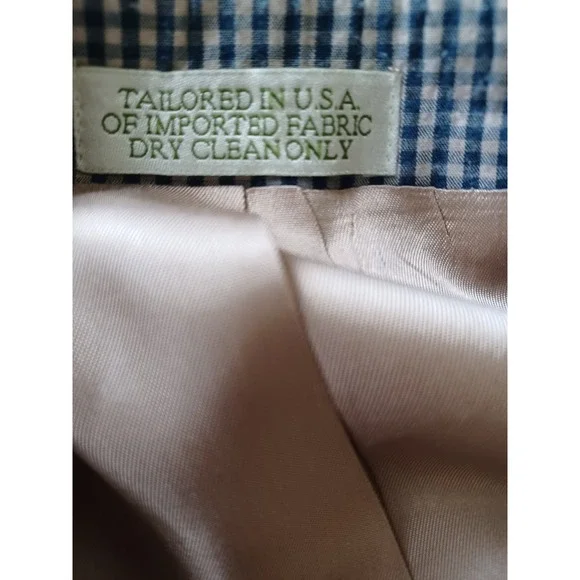 TAILORED IN U.S.A.
OF IMPORTED FABRIC
DRY CLEAN ONLY